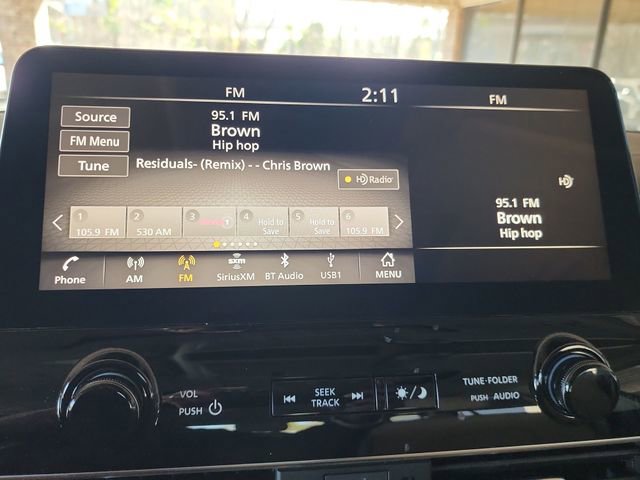 FM
2:11
FM
Source
95.1 FM
Brown
Hip hop
FM Menu
Tune
Residuals- (Remix) - - Chris Brown
HD Radio
HD
95.1 FM
Brown
Hip hop
1
105.9 FM
2
530 AM
3
1
4
Hold to
Save
5
Hold to
Save
6
105.9 FM
Phone
AM
FM
sxm
SiriusXM
BT Audio
USB1
MENU
VOL
PUSH
SEEK
TRACK
TUNE·FOLDER
PUSH AUDIO